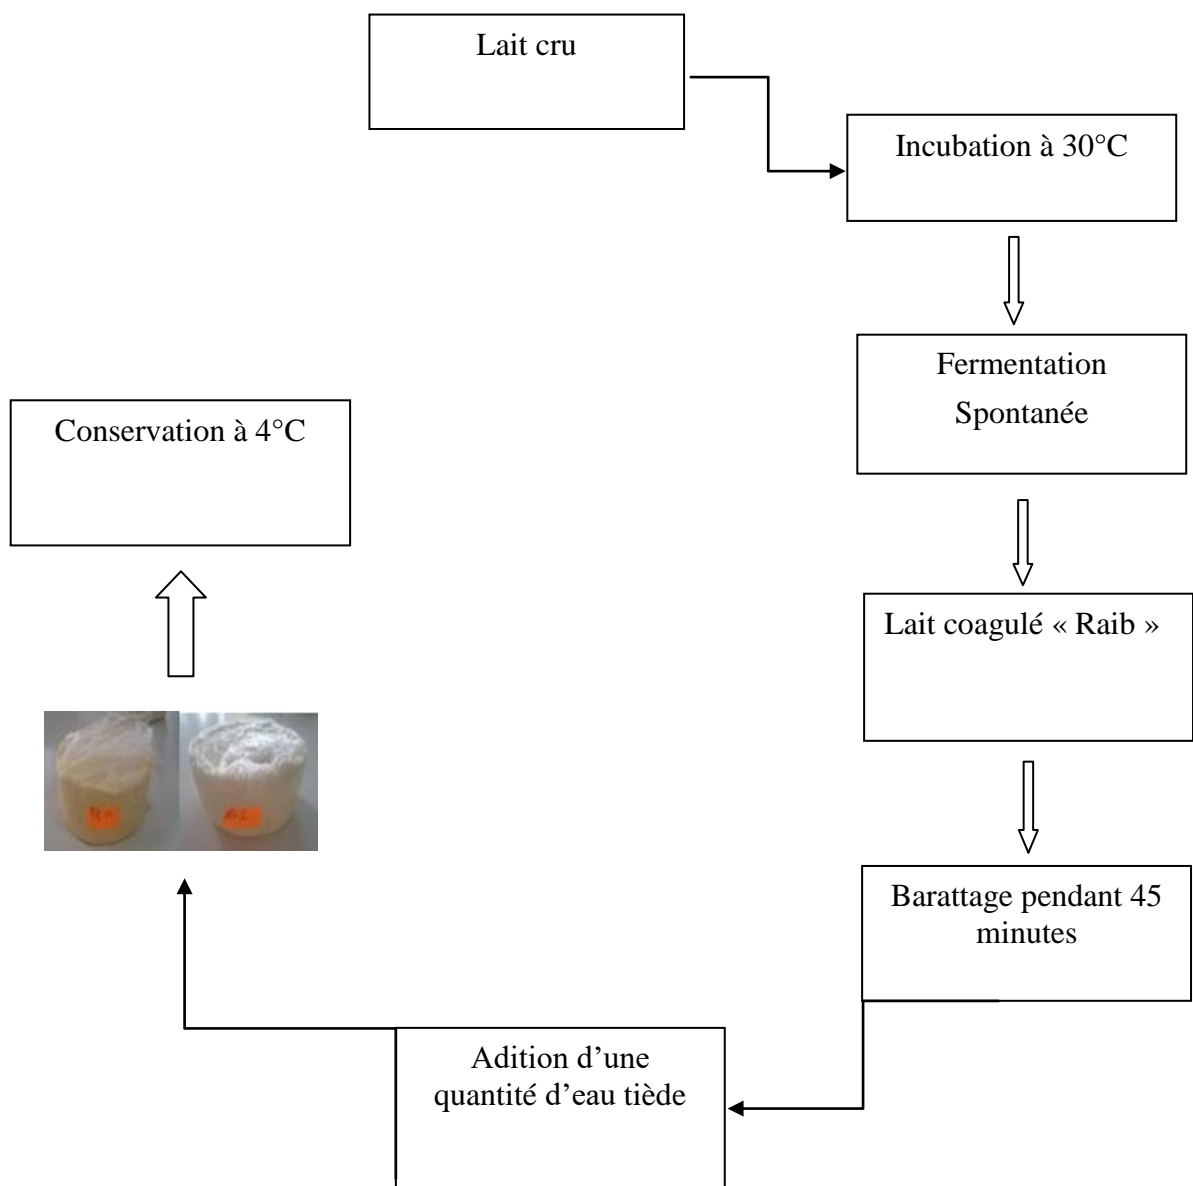 Lait cru
Incubation à 30°C
Fermentation
Spontanée
Lait coagulé « Raib »
Barattage pendant 45
minutes
Adition d’une
quantité d’eau tiède
Conservation à 4°C